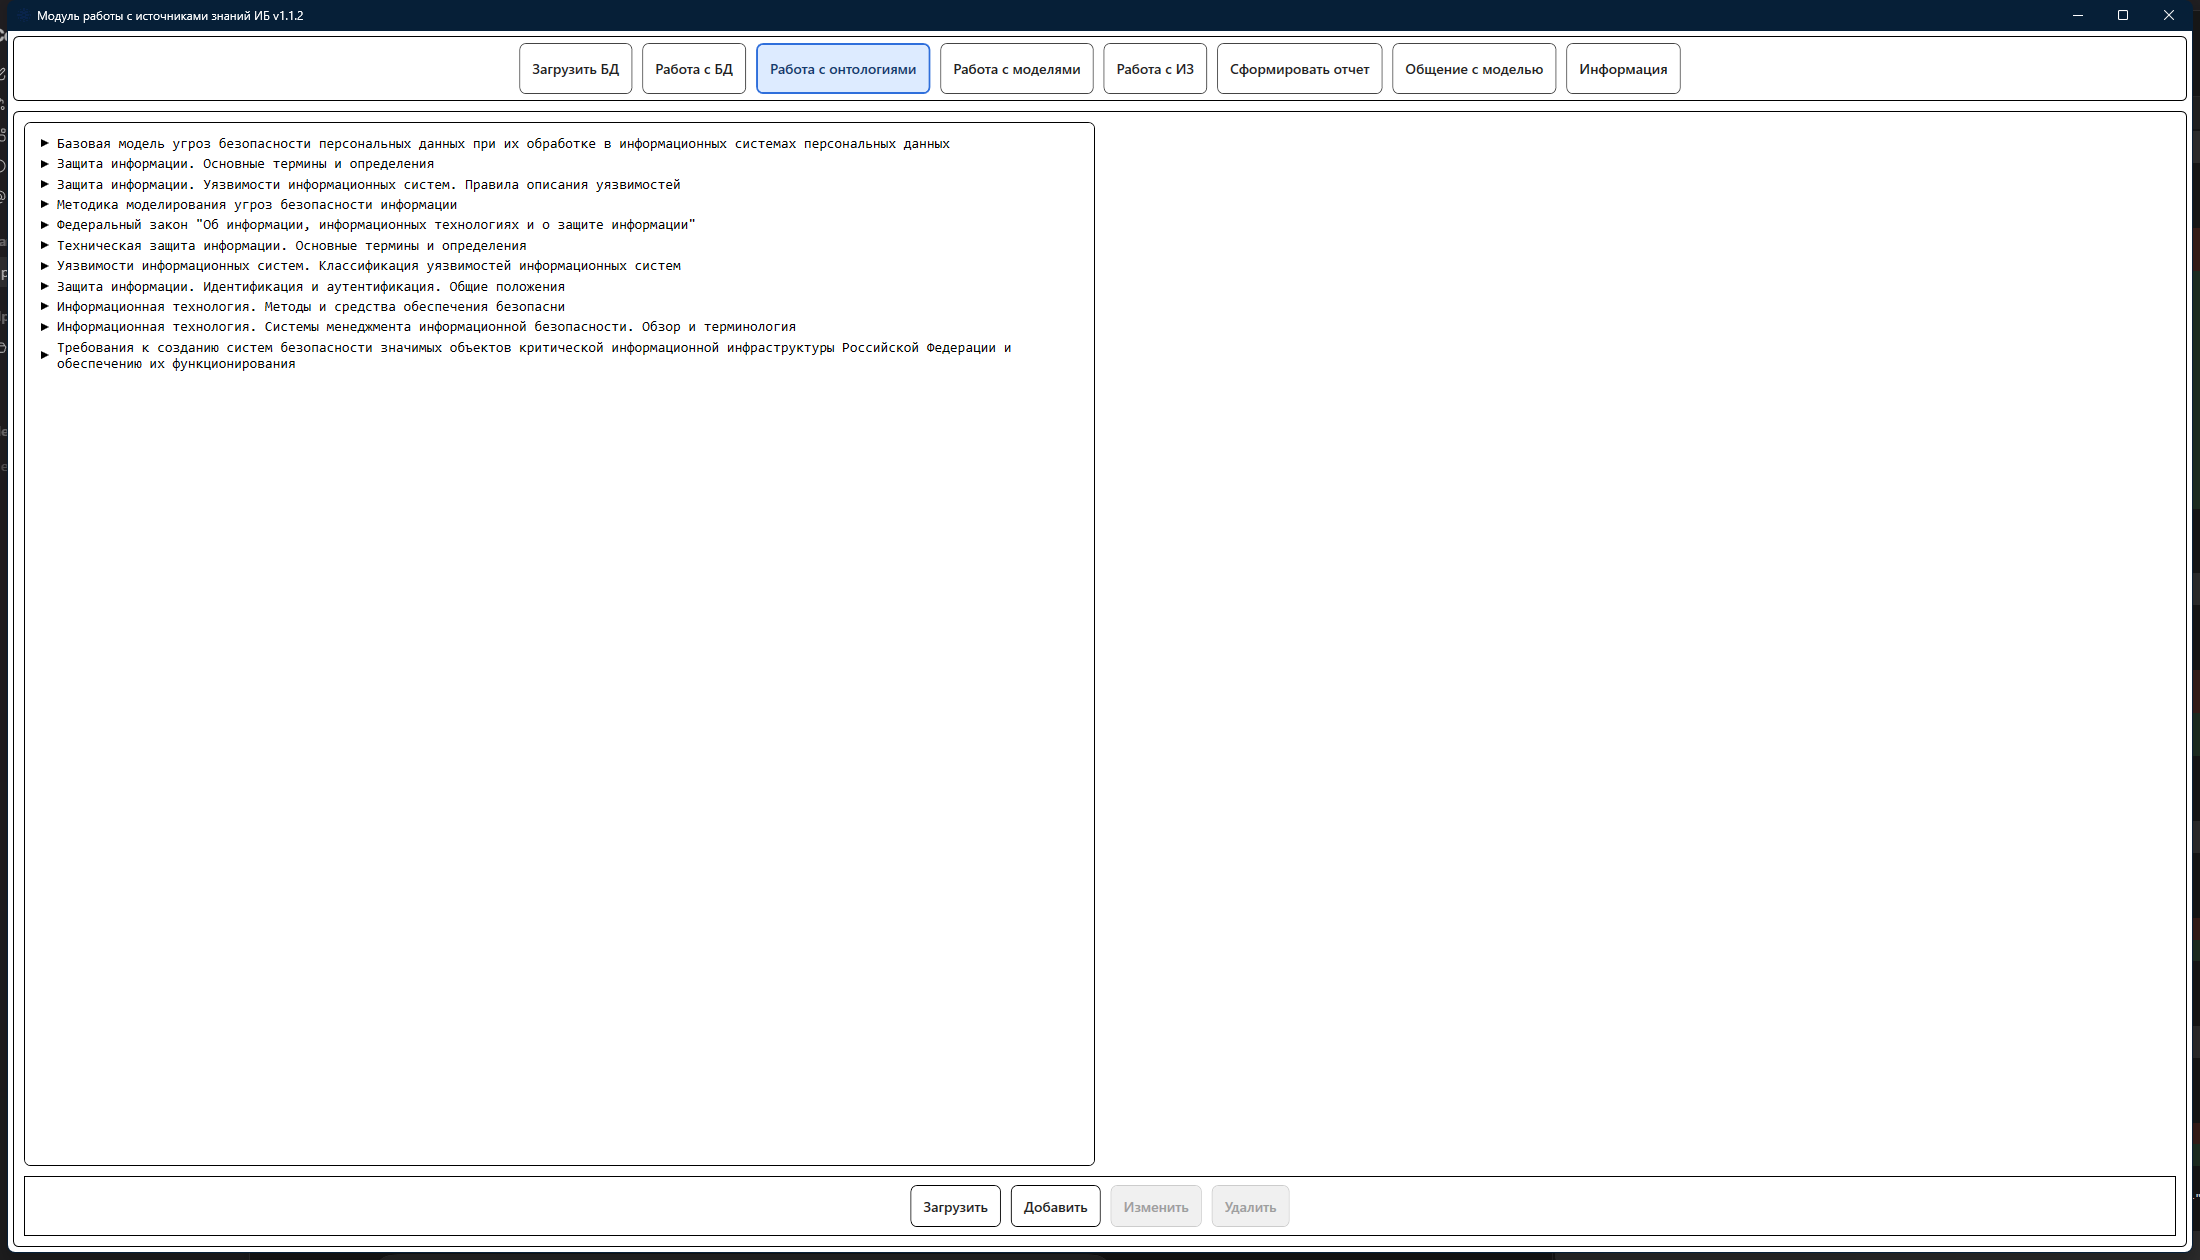 Модуль работы с источниками знаний ИБ v1.1.2
Загрузить БД
Работа с БД
Работа с онтологиями
Работа с моделями
Работа с ИЗ
Сформировать отчет
Общение с моделью
Информация
Базовая модель угроз безопасности персональных данных при их обработке в информационных системах персональных данных
Защита информации. Основные термины и определения
Защита информации. Уязвимости информационных систем. Правила описания уязвимостей
Методика моделирования угроз безопасности информации
Федеральный закон "Об информации, информационных технологиях и о защите информации"
Техническая защита информации. Основные термины и определения
Уязвимости информационных систем. Классификация уязвимостей информационных систем
Защита информации. Идентификация и аутентификация. Общие положения
Информационная технология. Методы и средства обеспечения безопасни
Информационная технология. Системы менеджмента информационной безопасности. Обзор и терминология
Требования к созданию систем безопасности значимых объектов критической информационной инфраструктуры Российской Федерации и
обеспечению их функционирования
Загрузить
Добавить
Изменить
Удалить